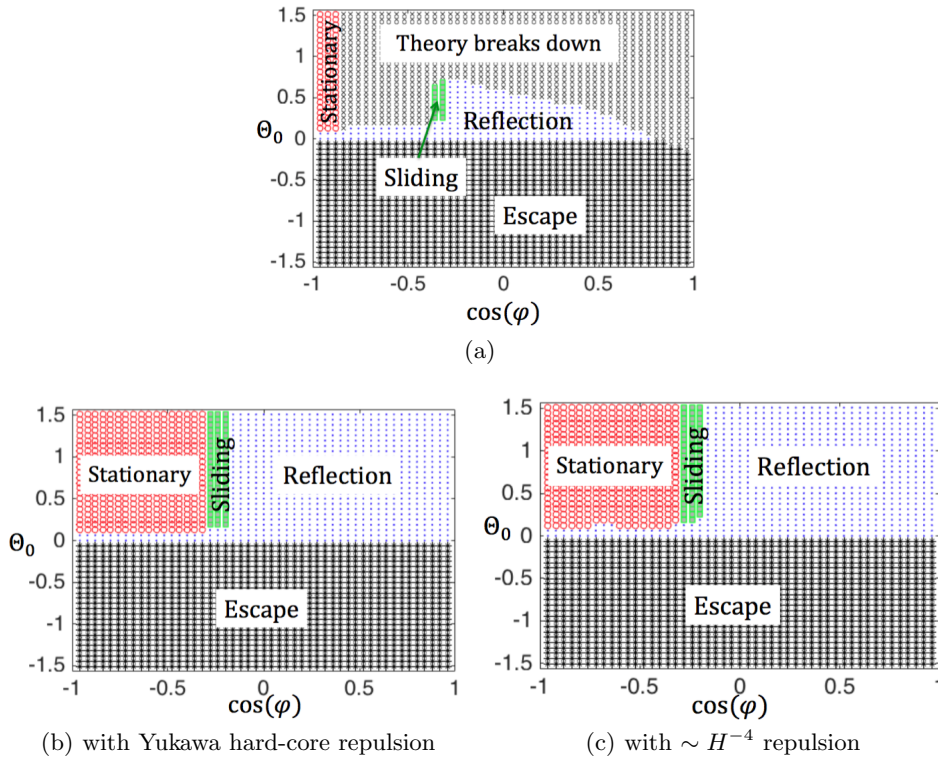 1.5
Theory breaks down
1
Stationary
0.5
Reflection
Θ₀
0
Sliding
-0.5
Escape
-1
-1.5
-1 -0.5 0 0.5 1
cos(φ)
(a)
1.5
1
Stationary
Sliding
Reflection
0.5
Θ₀
0
-0.5
Escape
-1
-1.5
-1 -0.5 0 0.5 1
cos(φ)
(b) with Yukawa hard-core repulsion
1.5
1
Stationary
Sliding
Reflection
0.5
Θ₀
0
-0.5
Escape
-1
-1.5
-1 -0.5 0 0.5 1
cos(φ)
(c) with ∼ H⁻⁴ repulsion